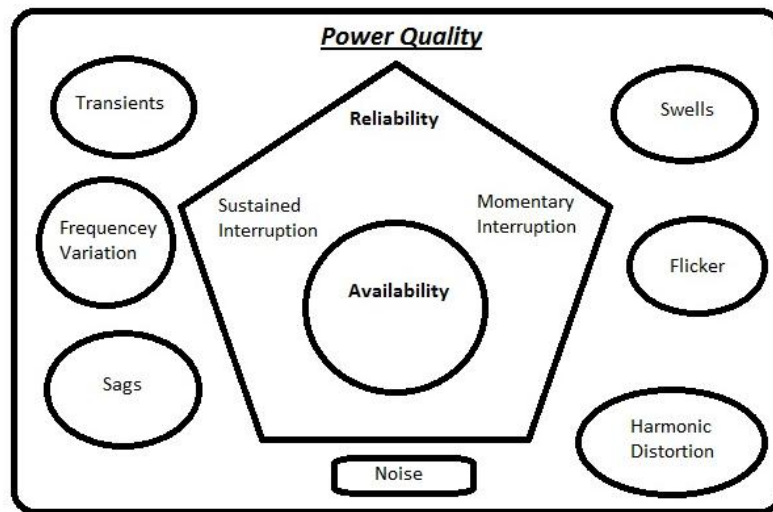 Power Quality
Transients
Reliability
Swells
Sustained
Interruption
Momentary
Interruption
Frequencey
Variation
Flicker
Availability
Sags
Harmonic
Distortion
Noise